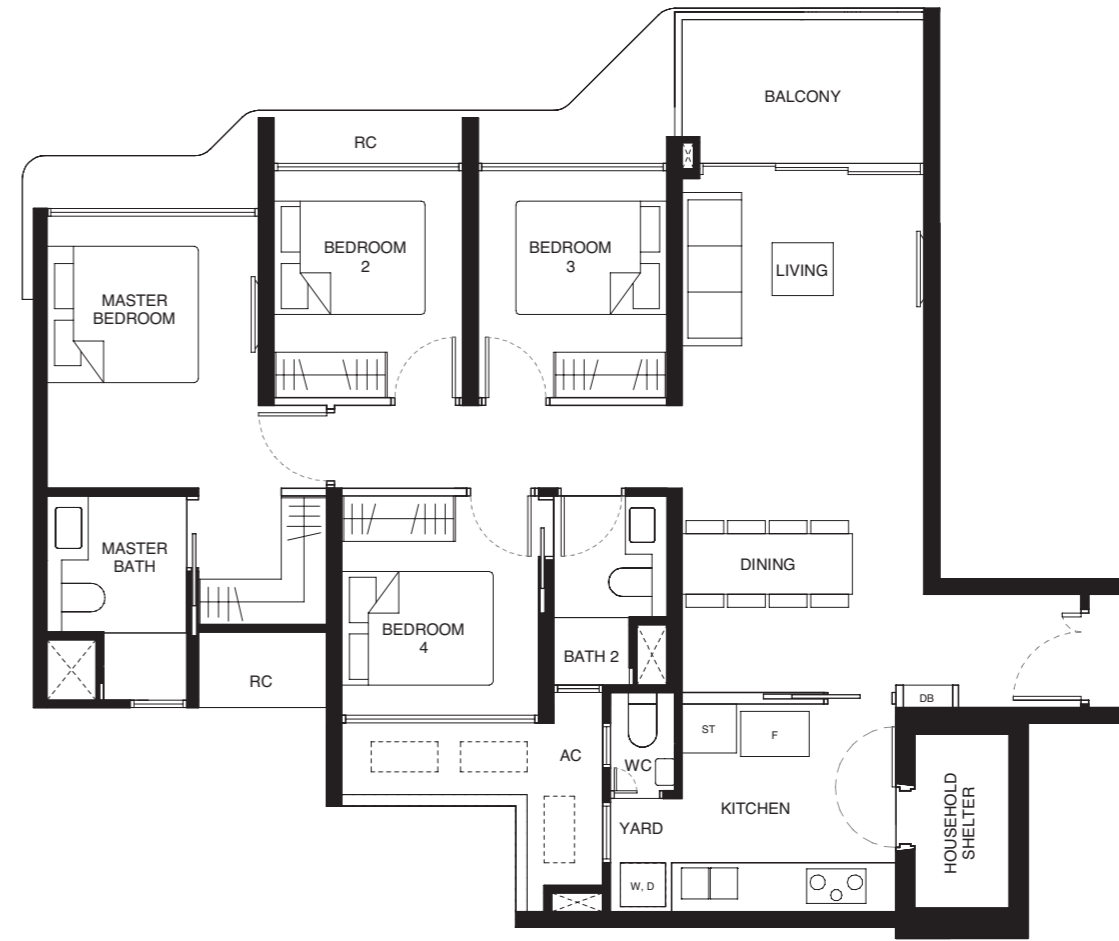 BALCONY
RC
BEDROOM
2
BEDROOM
3
LIVING
MASTER
BEDROOM
MASTER
BATH
DINING
BEDROOM
4
BATH 2
RC
DB
ST
F
AC
WC
HOUSEHOLD
SHELTER
KITCHEN
YARD
W, D